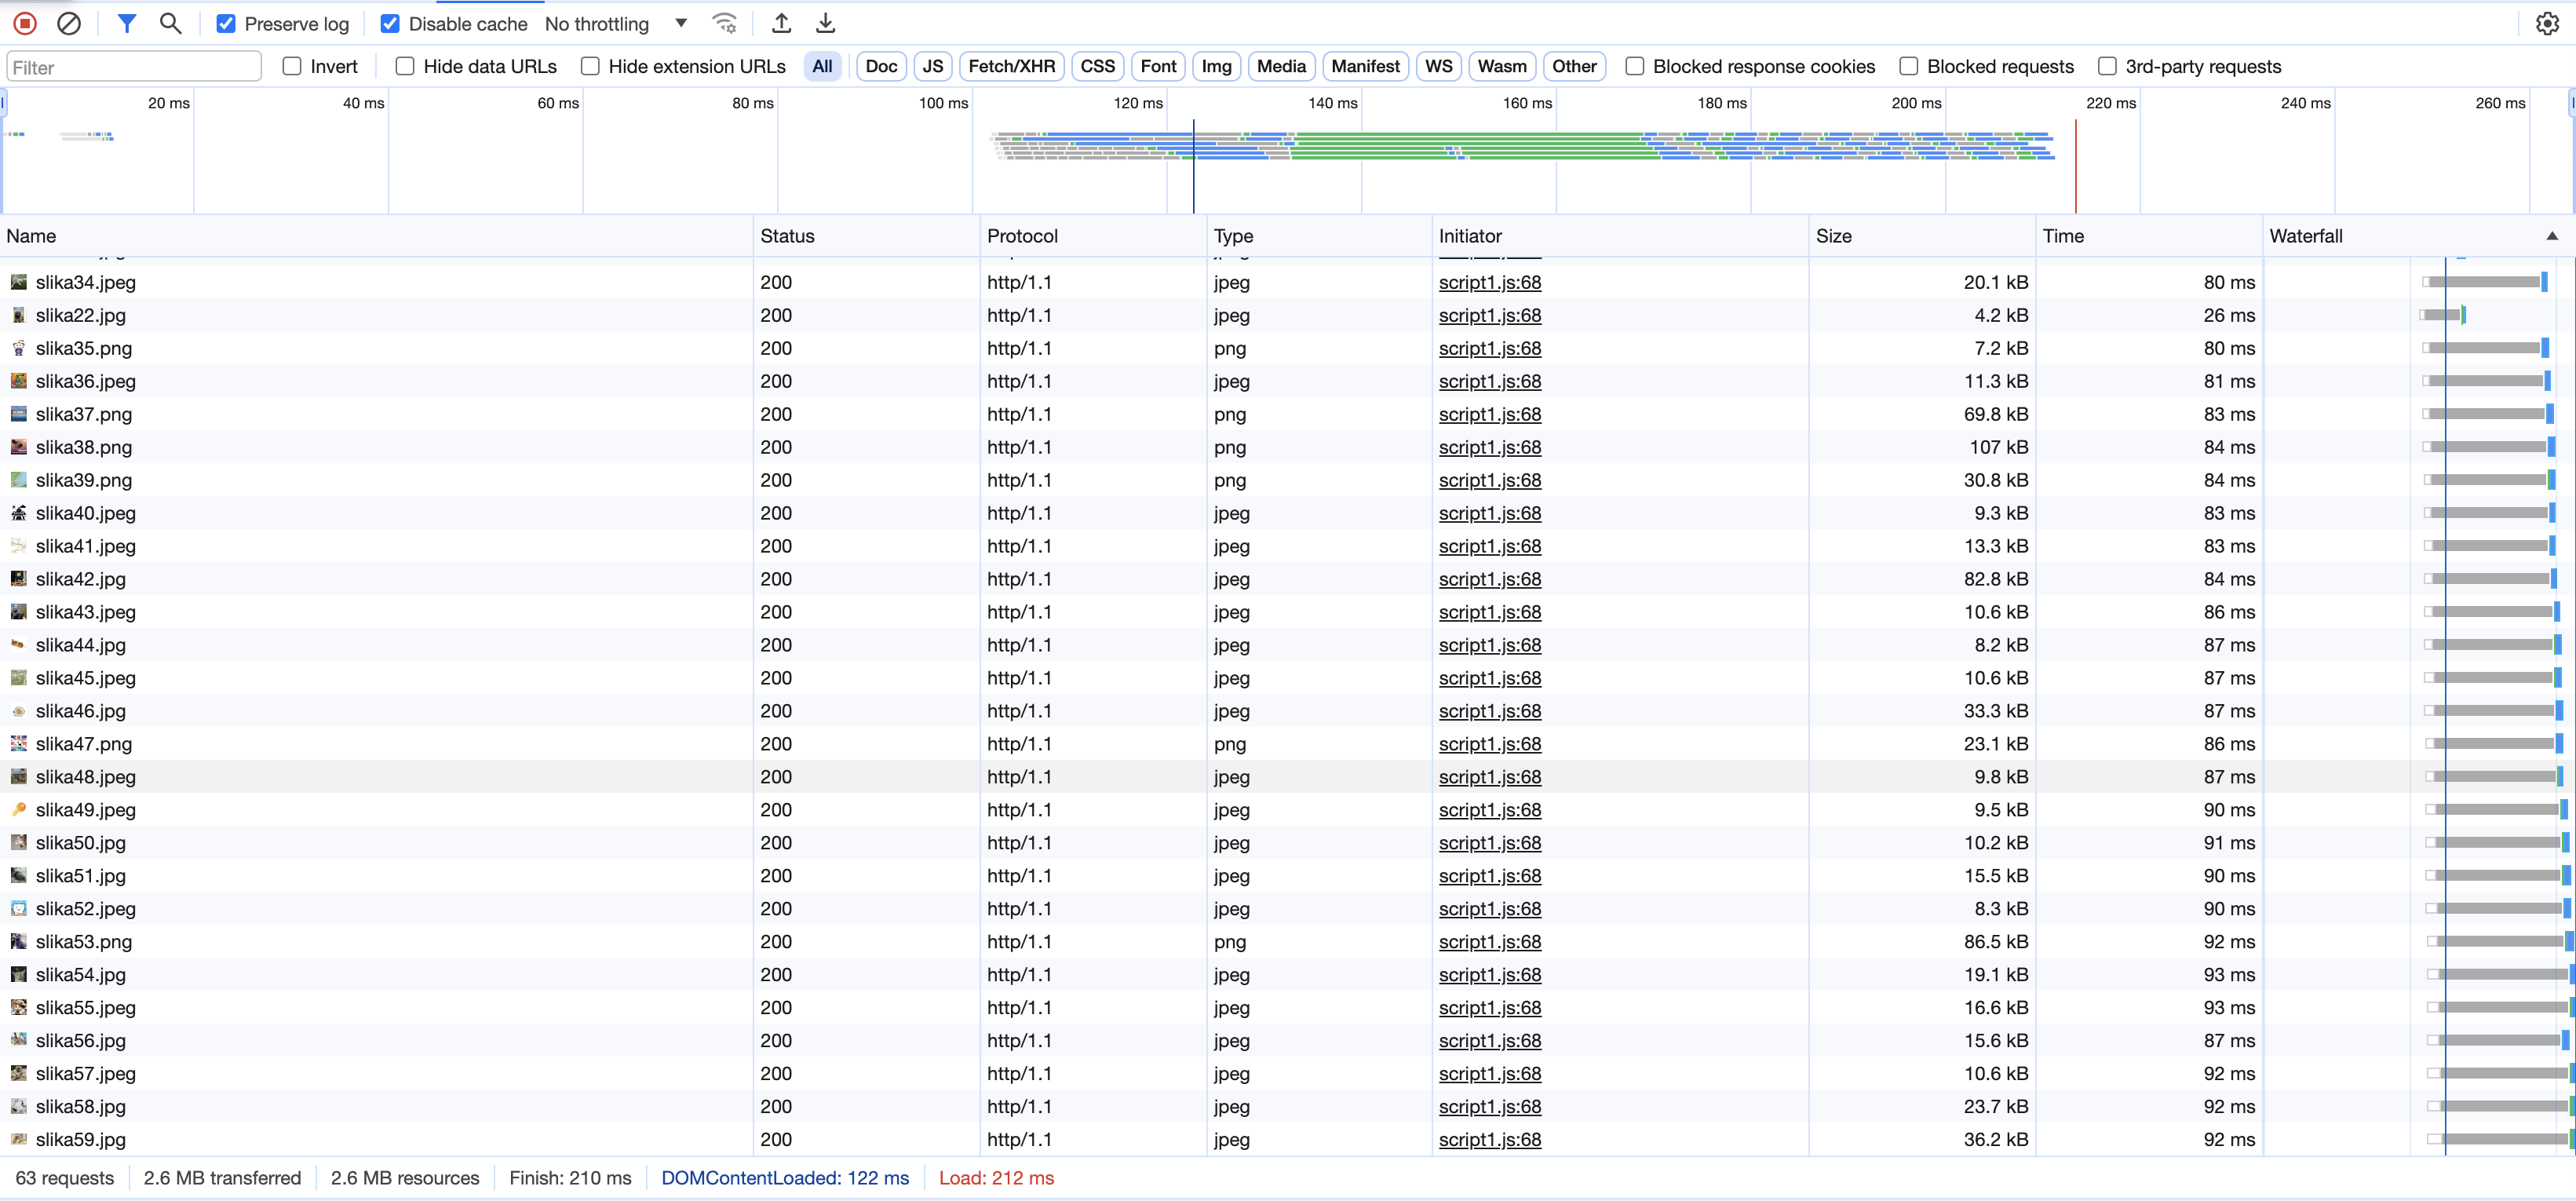 Preserve log Disable cache No throttling
Filter Invert Hide data URLs Hide extension URLs All Doc JS Fetch/XHR CSS Font Img Media Manifest WS Wasm Other Blocked response cookies Blocked requests 3rd-party requests
20 ms 40 ms 60 ms 80 ms 100 ms 120 ms 140 ms 160 ms 180 ms 200 ms 220 ms 240 ms 260 ms
Name Status Protocol Type Initiator Size Time Waterfall
slika34.jpeg 200 http/1.1 jpeg script1.js:68 20.1 kB 80 ms
slika22.jpg 200 http/1.1 jpeg script1.js:68 4.2 kB 26 ms
slika35.png 200 http/1.1 png script1.js:68 7.2 kB 80 ms
slika36.jpeg 200 http/1.1 jpeg script1.js:68 11.3 kB 81 ms
slika37.png 200 http/1.1 png script1.js:68 69.8 kB 83 ms
slika38.png 200 http/1.1 png script1.js:68 107 kB 84 ms
slika39.png 200 http/1.1 png script1.js:68 30.8 kB 84 ms
slika40.jpeg 200 http/1.1 jpeg script1.js:68 9.3 kB 83 ms
slika41.jpeg 200 http/1.1 jpeg script1.js:68 13.3 kB 83 ms
slika42.jpg 200 http/1.1 jpeg script1.js:68 82.8 kB 84 ms
slika43.jpeg 200 http/1.1 jpeg script1.js:68 10.6 kB 86 ms
slika44.jpg 200 http/1.1 jpeg script1.js:68 8.2 kB 87 ms
slika45.jpeg 200 http/1.1 jpeg script1.js:68 10.6 kB 87 ms
slika46.jpg 200 http/1.1 jpeg script1.js:68 33.3 kB 87 ms
slika47.png 200 http/1.1 png script1.js:68 23.1 kB 86 ms
slika48.jpeg 200 http/1.1 jpeg script1.js:68 9.8 kB 87 ms
slika49.jpeg 200 http/1.1 jpeg script1.js:68 9.5 kB 90 ms
slika50.jpg 200 http/1.1 jpeg script1.js:68 10.2 kB 91 ms
slika51.jpg 200 http/1.1 jpeg script1.js:68 15.5 kB 90 ms
slika52.jpeg 200 http/1.1 jpeg script1.js:68 8.3 kB 90 ms
slika53.png 200 http/1.1 png script1.js:68 86.5 kB 92 ms
slika54.jpg 200 http/1.1 jpeg script1.js:68 19.1 kB 93 ms
slika55.jpeg 200 http/1.1 jpeg script1.js:68 16.6 kB 93 ms
slika56.jpg 200 http/1.1 jpeg script1.js:68 15.6 kB 87 ms
slika57.jpeg 200 http/1.1 jpeg script1.js:68 10.6 kB 92 ms
slika58.jpg 200 http/1.1 jpeg script1.js:68 23.7 kB 92 ms
slika59.jpg 200 http/1.1 jpeg script1.js:68 36.2 kB 92 ms
63 requests 2.6 MB transferred 2.6 MB resources Finish: 210 ms DOMContentLoaded: 122 ms Load: 212 ms